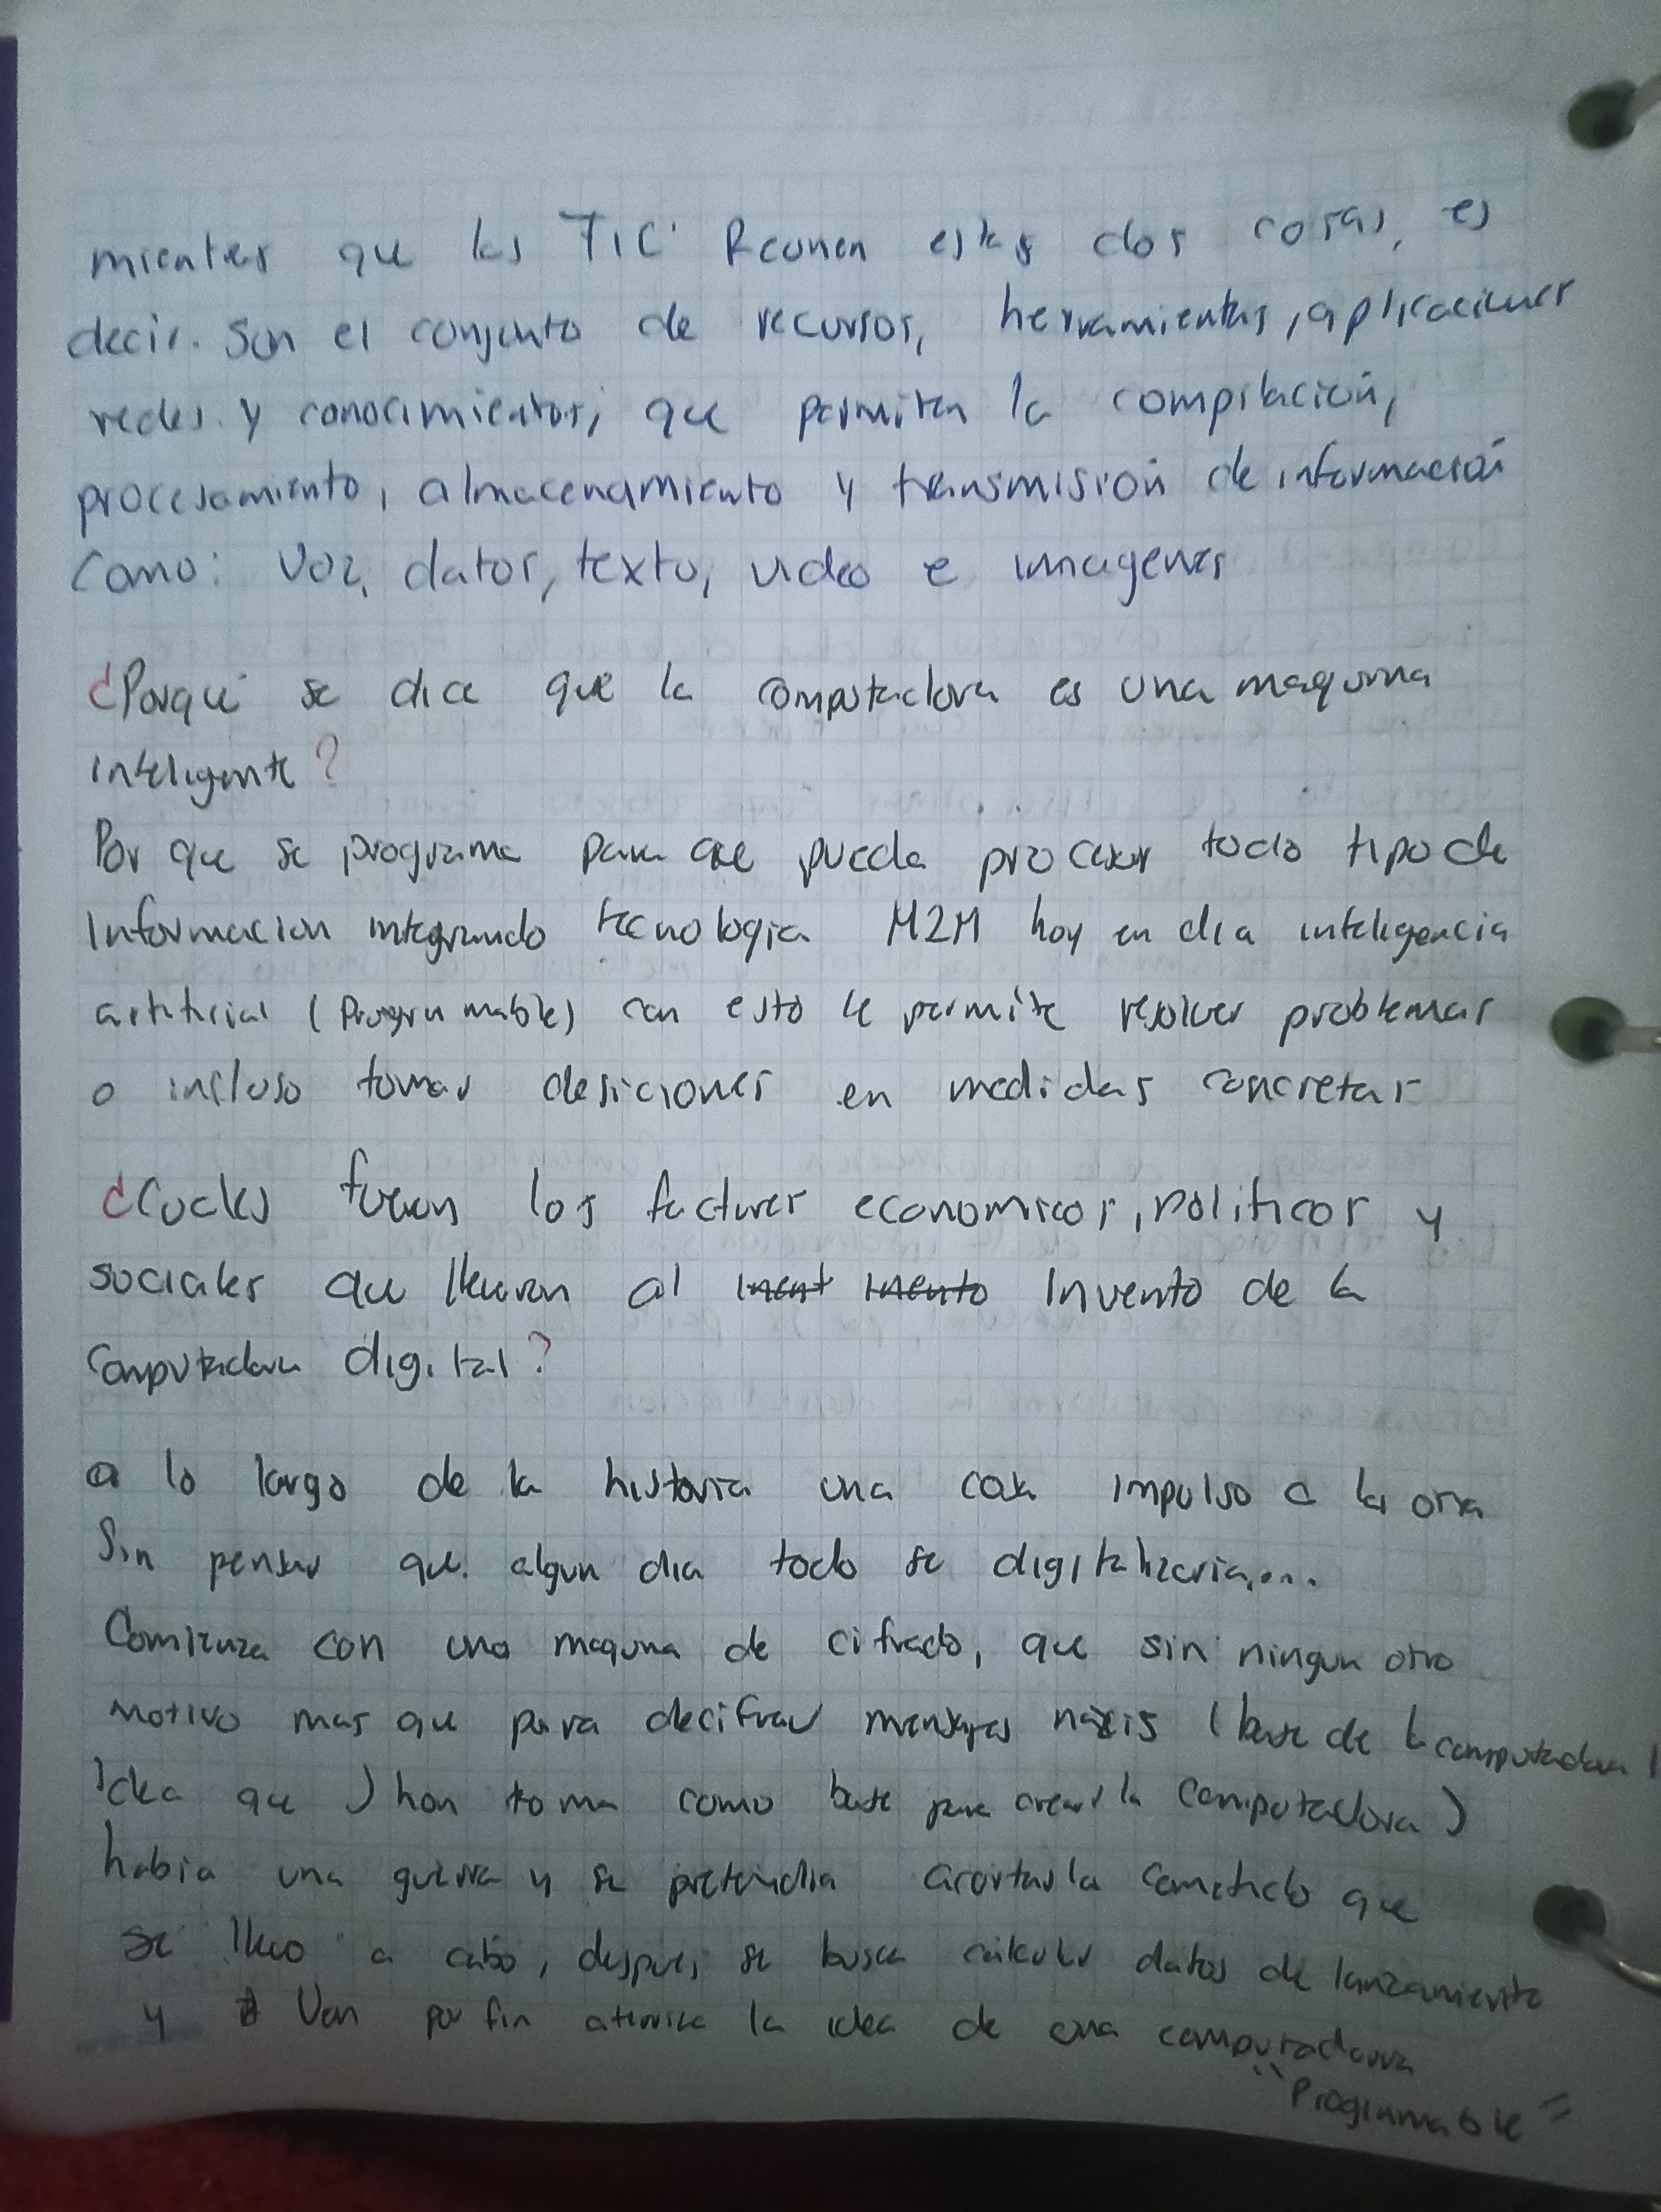 mientras que las TIC Reunen estas dos cosas, es
decir. Son el conjunto de recursos, herramientas, aplicaciones
redes y conocimientos, que permiten la compilación,
procesamiento, almacenamiento y transmisión de información
Como: Voz, datos, texto, video e imagenes
¿Porqué se dice que la computadora es una maquina
inteligente?
Por que se programa para que pueda procesar todo tipo de
Informacion integrando tecnologia M2M hoy en dia inteligencia
artificial (Programable) con esto le permite resolver problemas
o incluso tomar desiciones en medidas concretas
¿Cuales fueron los factores economicos, politicos y
sociales que llevaron al Invento de la
Computadora digital?
a lo largo de la historia una cosa impulso a la otra
Sin pensar que algun dia todo se digitalizaria....
Comienza con una maquina de cifrado, que sin ningun otro
motivo mas que para decifrar mensajes nazis (base de la computadora
Idea que Jhon toma como base para crear la Computadora)
habia una guerra y se pretendia acortarla cometido que
se llevo a cabo, despues se busca calcular datos de lanzamiento
y Von por fin aterriza la idea de una computadora
"Programable"